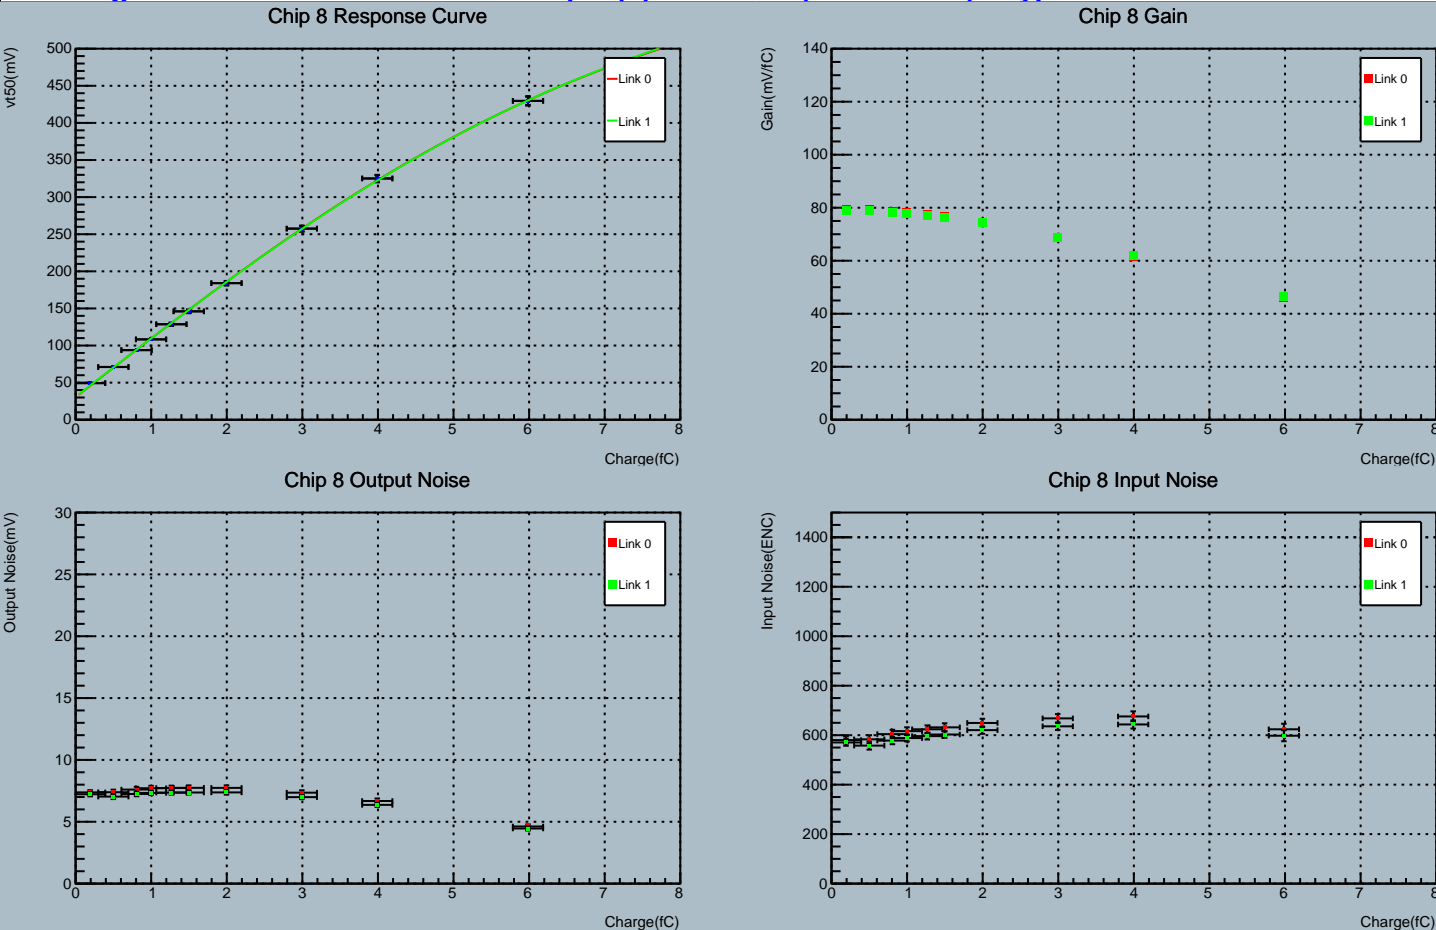 Chip 8 Response Curve
vt50(mV)
500
450
400
350
300
250
200
150
100
50
0
0 1 2 3 4 5 6 7 8
Charge(fC)
Link 0
Link 1
Chip 8 Gain
Gain(mV/fC)
140
120
100
80
60
40
20
0
0 1 2 3 4 5 6 7 8
Charge(fC)
Link 0
Link 1
Chip 8 Output Noise
Output Noise(mV)
30
25
20
15
10
5
0
0 1 2 3 4 5 6 7 8
Charge(fC)
Link 0
Link 1
Chip 8 Input Noise
Input Noise(ENC)
1400
1200
1000
800
600
400
200
0
0 1 2 3 4 5 6 7 8
Charge(fC)
Link 0
Link 1